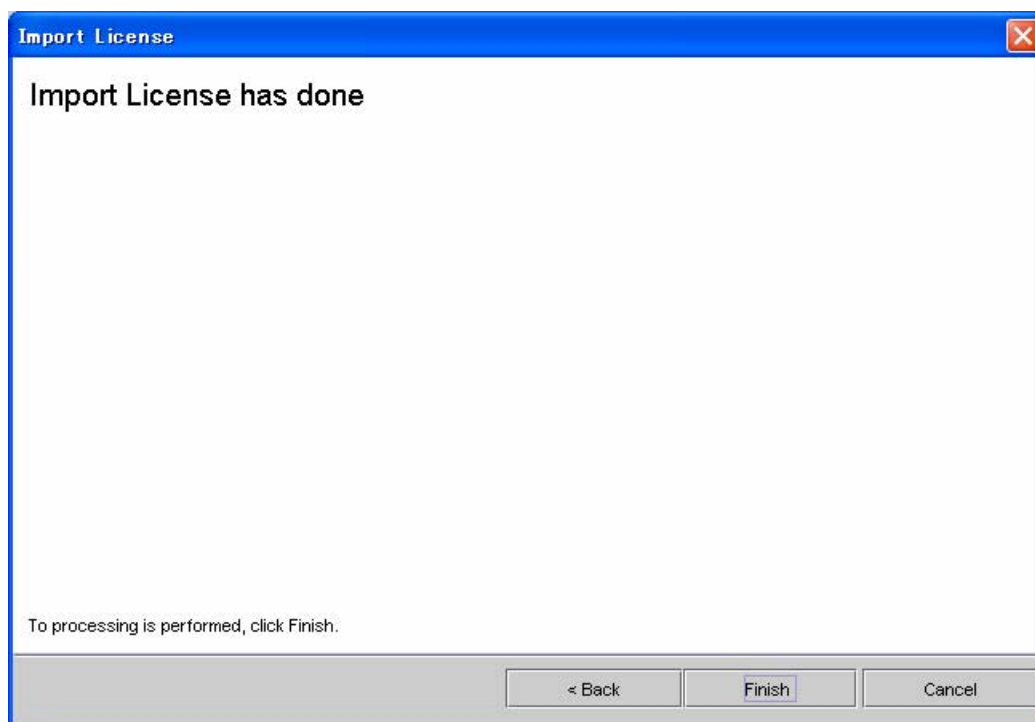 Import License
Import License has done
To processing is performed, click Finish.
< Back
Finish
Cancel